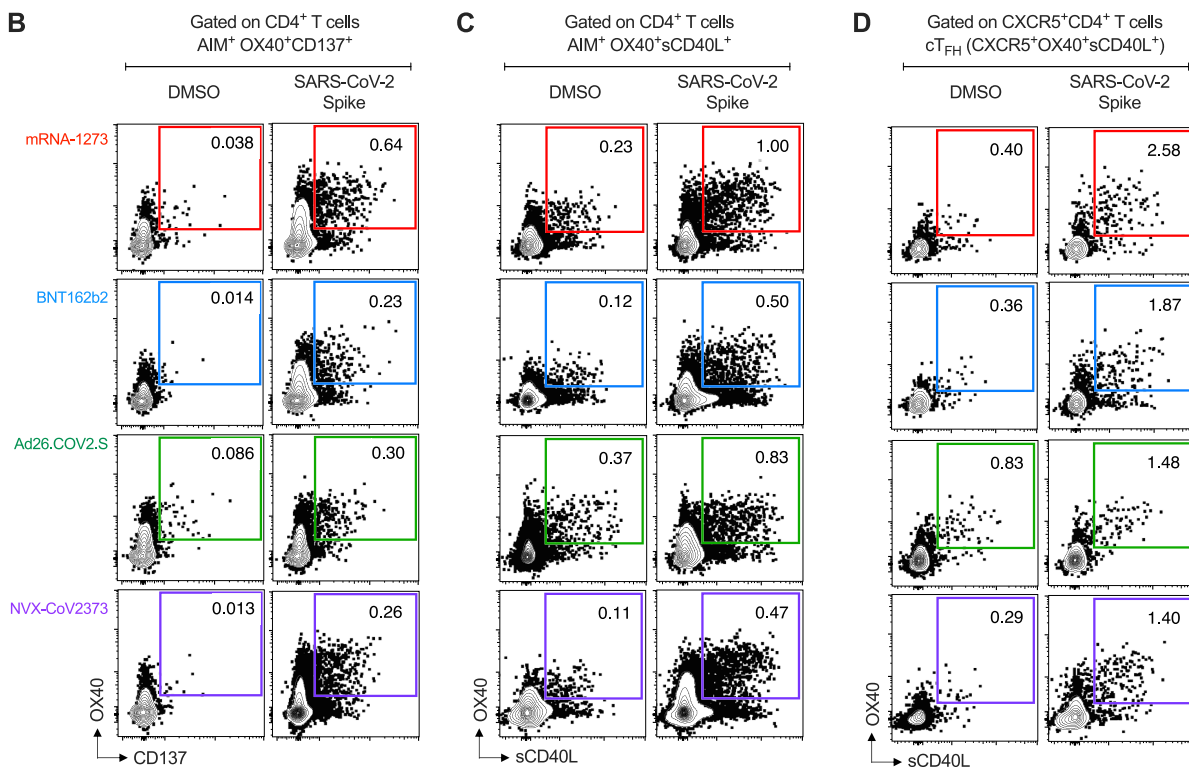 B
Gated on CD4⁺ T cells
AIM⁺ OX40⁺CD137⁺
DMSO
SARS-CoV-2
Spike
C
Gated on CD4⁺ T cells
AIM⁺ OX40⁺sCD40L⁺
DMSO
SARS-CoV-2
Spike
D
Gated on CXCR5⁺CD4⁺ T cells
cT_FH (CXCR5⁺OX40⁺sCD40L⁺)
DMSO
SARS-CoV-2
Spike
mRNA-1273
0.038
0.64
0.23
1.00
0.40
2.58
BNT162b2
0.014
0.23
0.12
0.50
0.36
1.87
Ad26.COV2.S
0.086
0.30
0.37
0.83
0.83
1.48
NVX-CoV2373
0.013
0.26
0.11
0.47
0.29
1.40
OX40
CD137
OX40
sCD40L
OX40
sCD40L